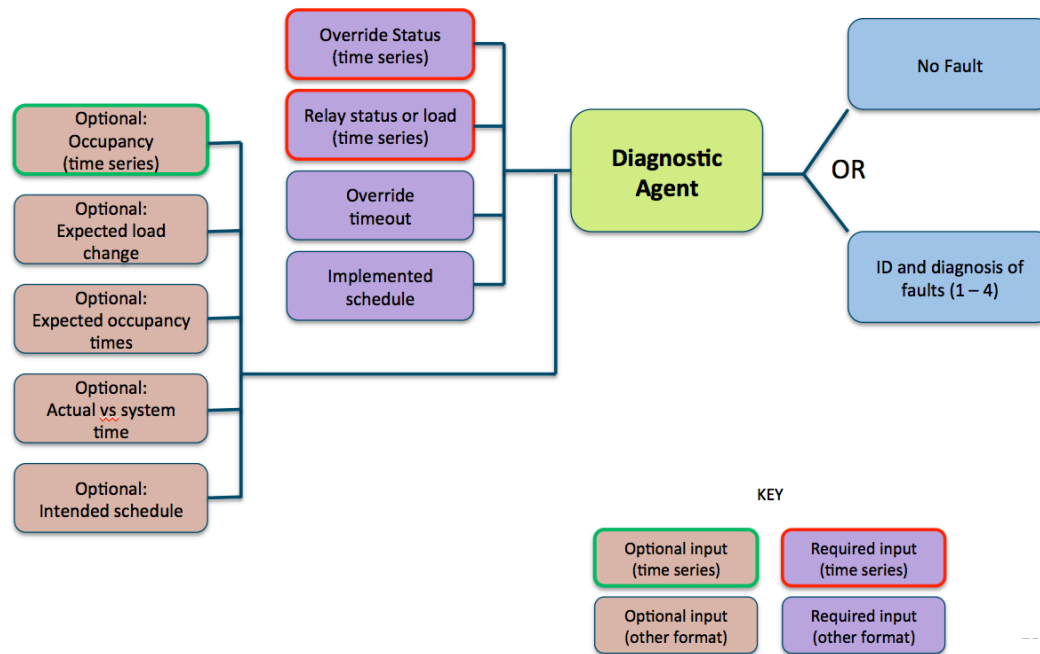 Override Status
(time series)
Relay status or load
(time series)
Override
timeout
Implemented
schedule
Optional:
Occupancy
(time series)
Optional:
Expected load
change
Optional:
Expected occupancy
times
Optional:
Actual vs system
time
Optional:
Intended schedule
Diagnostic
Agent
No Fault
OR
ID and diagnosis of
faults (1 – 4)
KEY
Optional input
(time series)
Required input
(time series)
Optional input
(other format)
Required input
(other format)